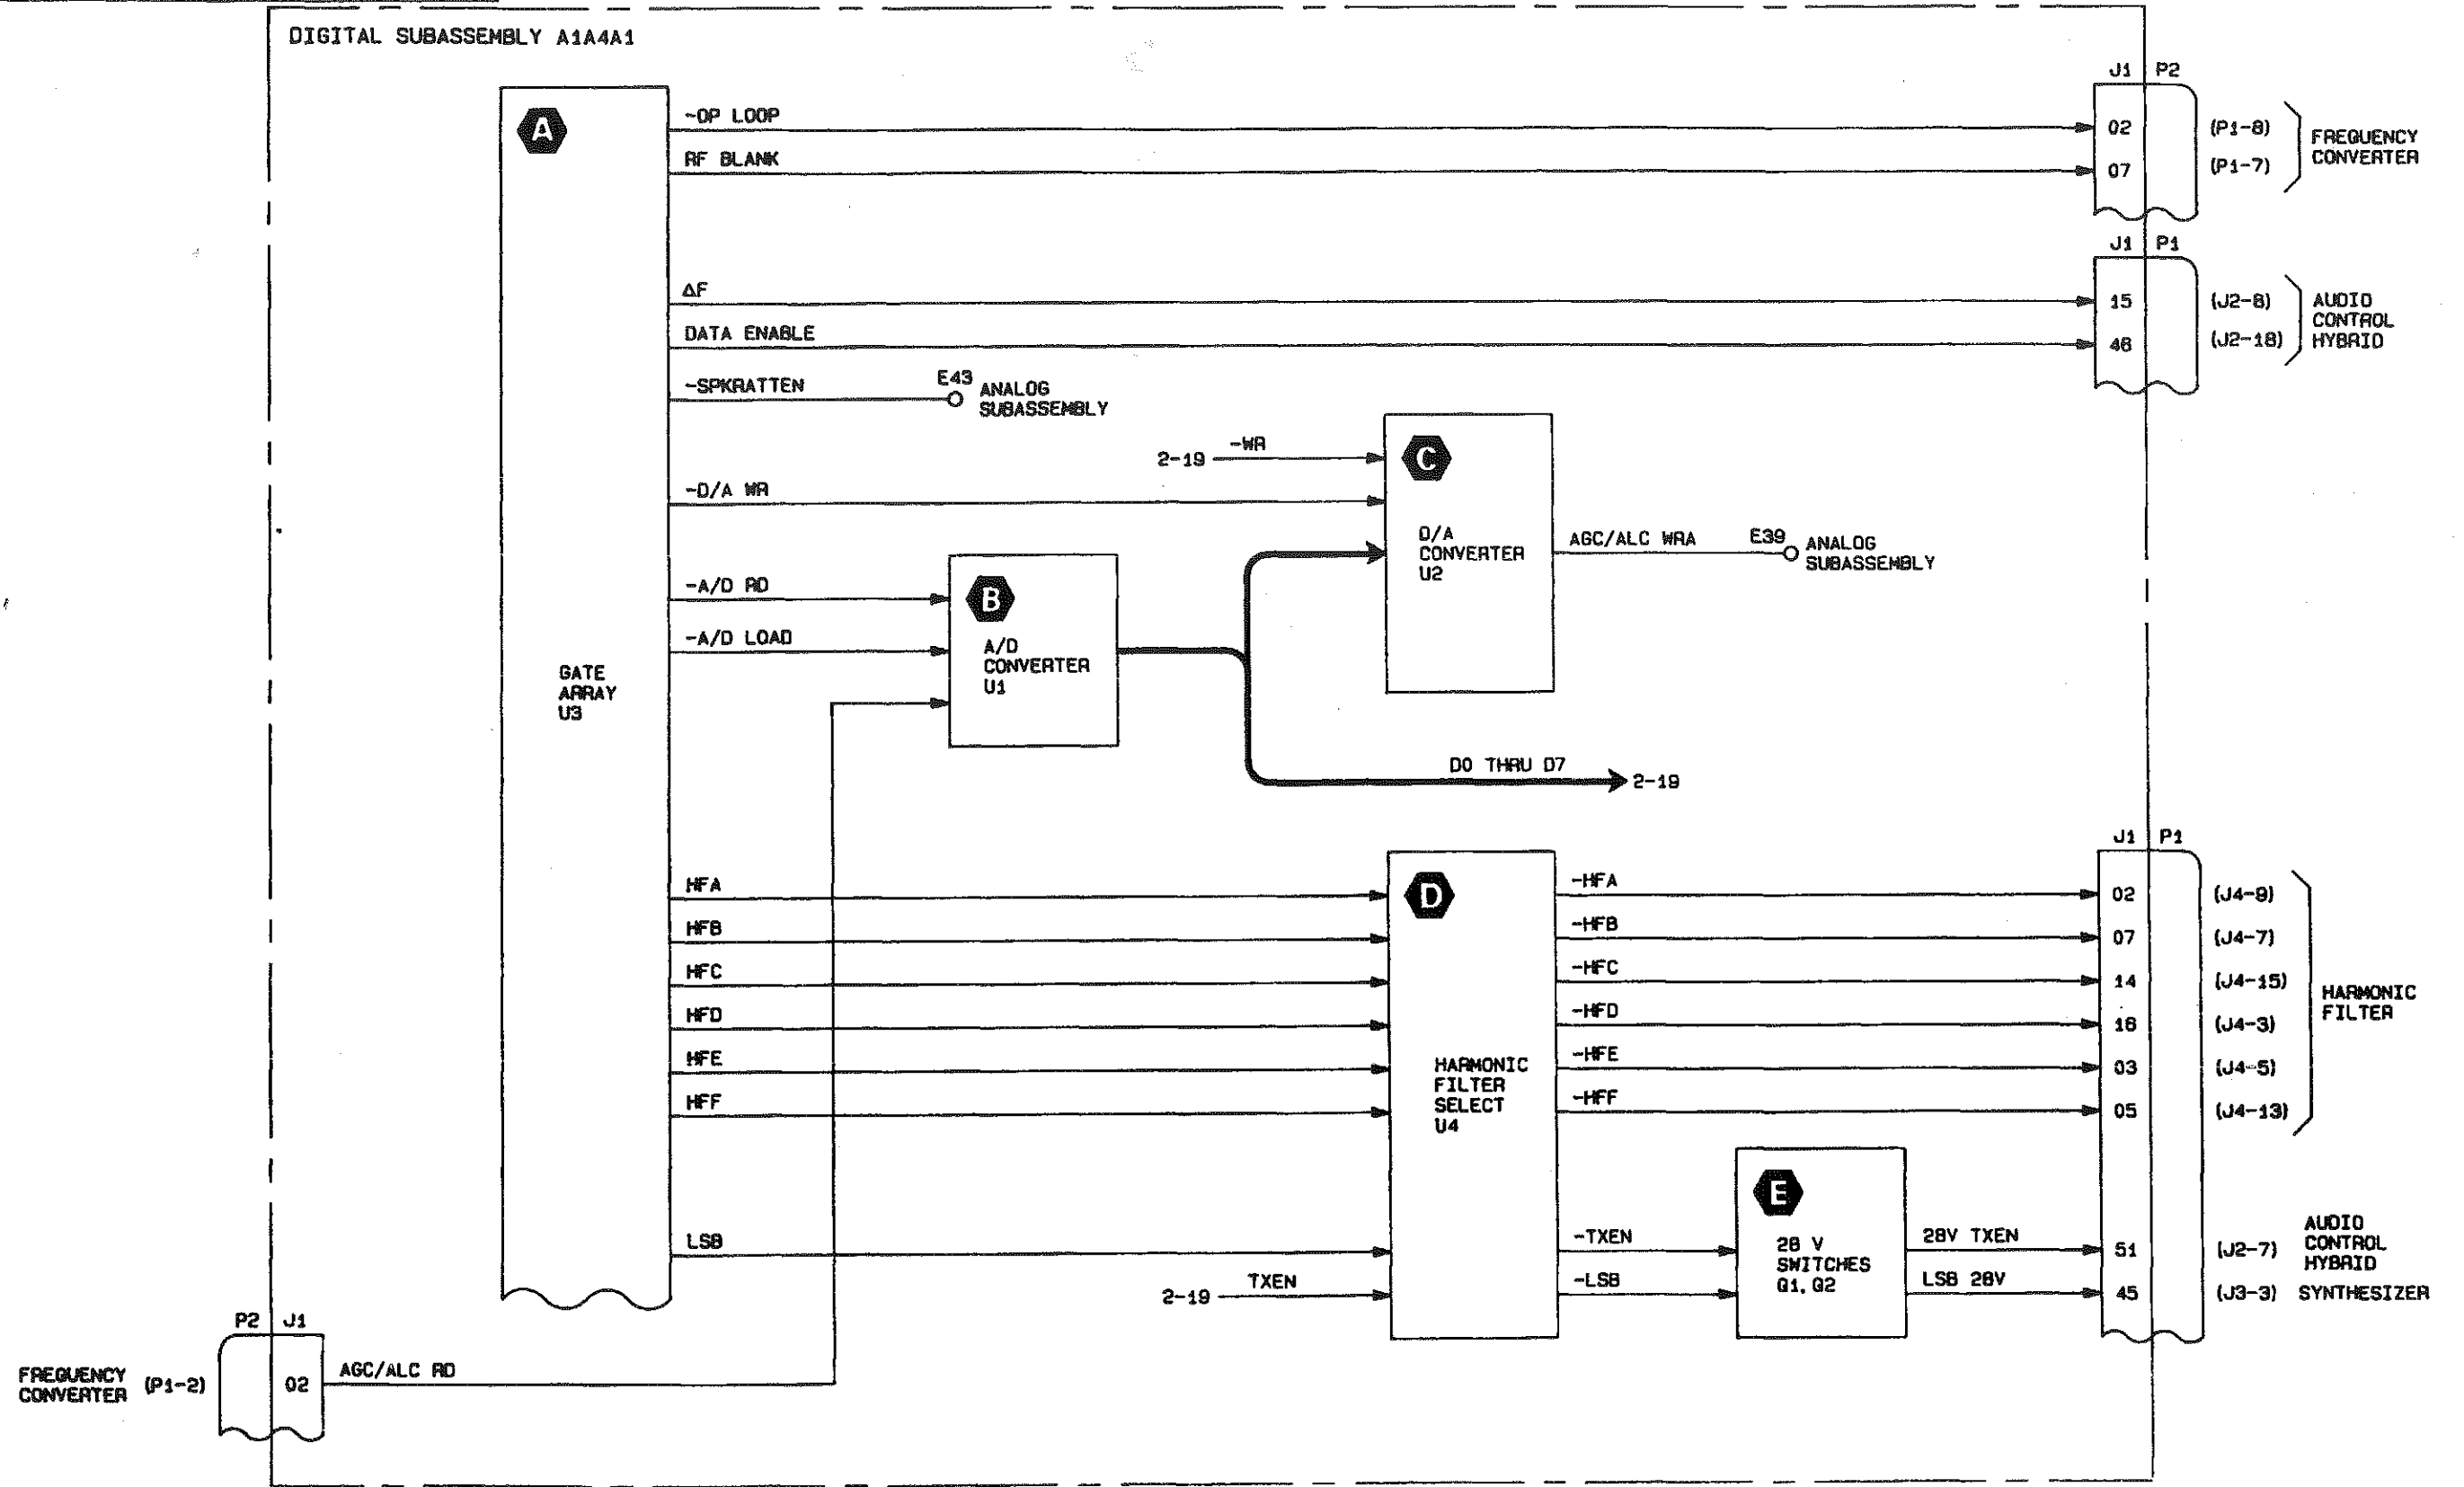 DIGITAL SUBASSEMBLY A1A4A1
J1 P2
A
-OP LOOP
02 (P1-8)
RF BLANK
07 (P1-7)
FREQUENCY
CONVERTER
J1 P1
ΔF
15 (J2-8)
DATA ENABLE
46 (J2-18)
AUDIO
CONTROL
HYBRID
-SPKRATTEN
E43 ANALOG
SUBASSEMBLY
2-19 -WR
C
-D/A WR
D/A
CONVERTER
U2
AGC/ALC WRA
E39 ANALOG
SUBASSEMBLY
-A/D RD
B
-A/D LOAD
A/D
CONVERTER
U1
GATE
ARRAY
U3
D0 THRU D7
2-19
J1 P1
HFA
D
-HFA
02 (J4-9)
HFB
-HFB
07 (J4-7)
HFC
-HFC
14 (J4-15)
HFD
-HFD
16 (J4-3)
HFE
-HFE
03 (J4-5)
HFF
-HFF
05 (J4-13)
HARMONIC
FILTER
HARMONIC
FILTER
SELECT
U4
E
LSB
-TXEN
28 V
SWITCHES
Q1, Q2
28V TXEN
51 (J2-7)
AUDIO
CONTROL
HYBRID
2-19 TXEN
-LSB
LSB 28V
45 (J3-3) SYNTHESIZER
P2 J1
FREQUENCY
CONVERTER
(P1-2) 02 AGC/ALC RD